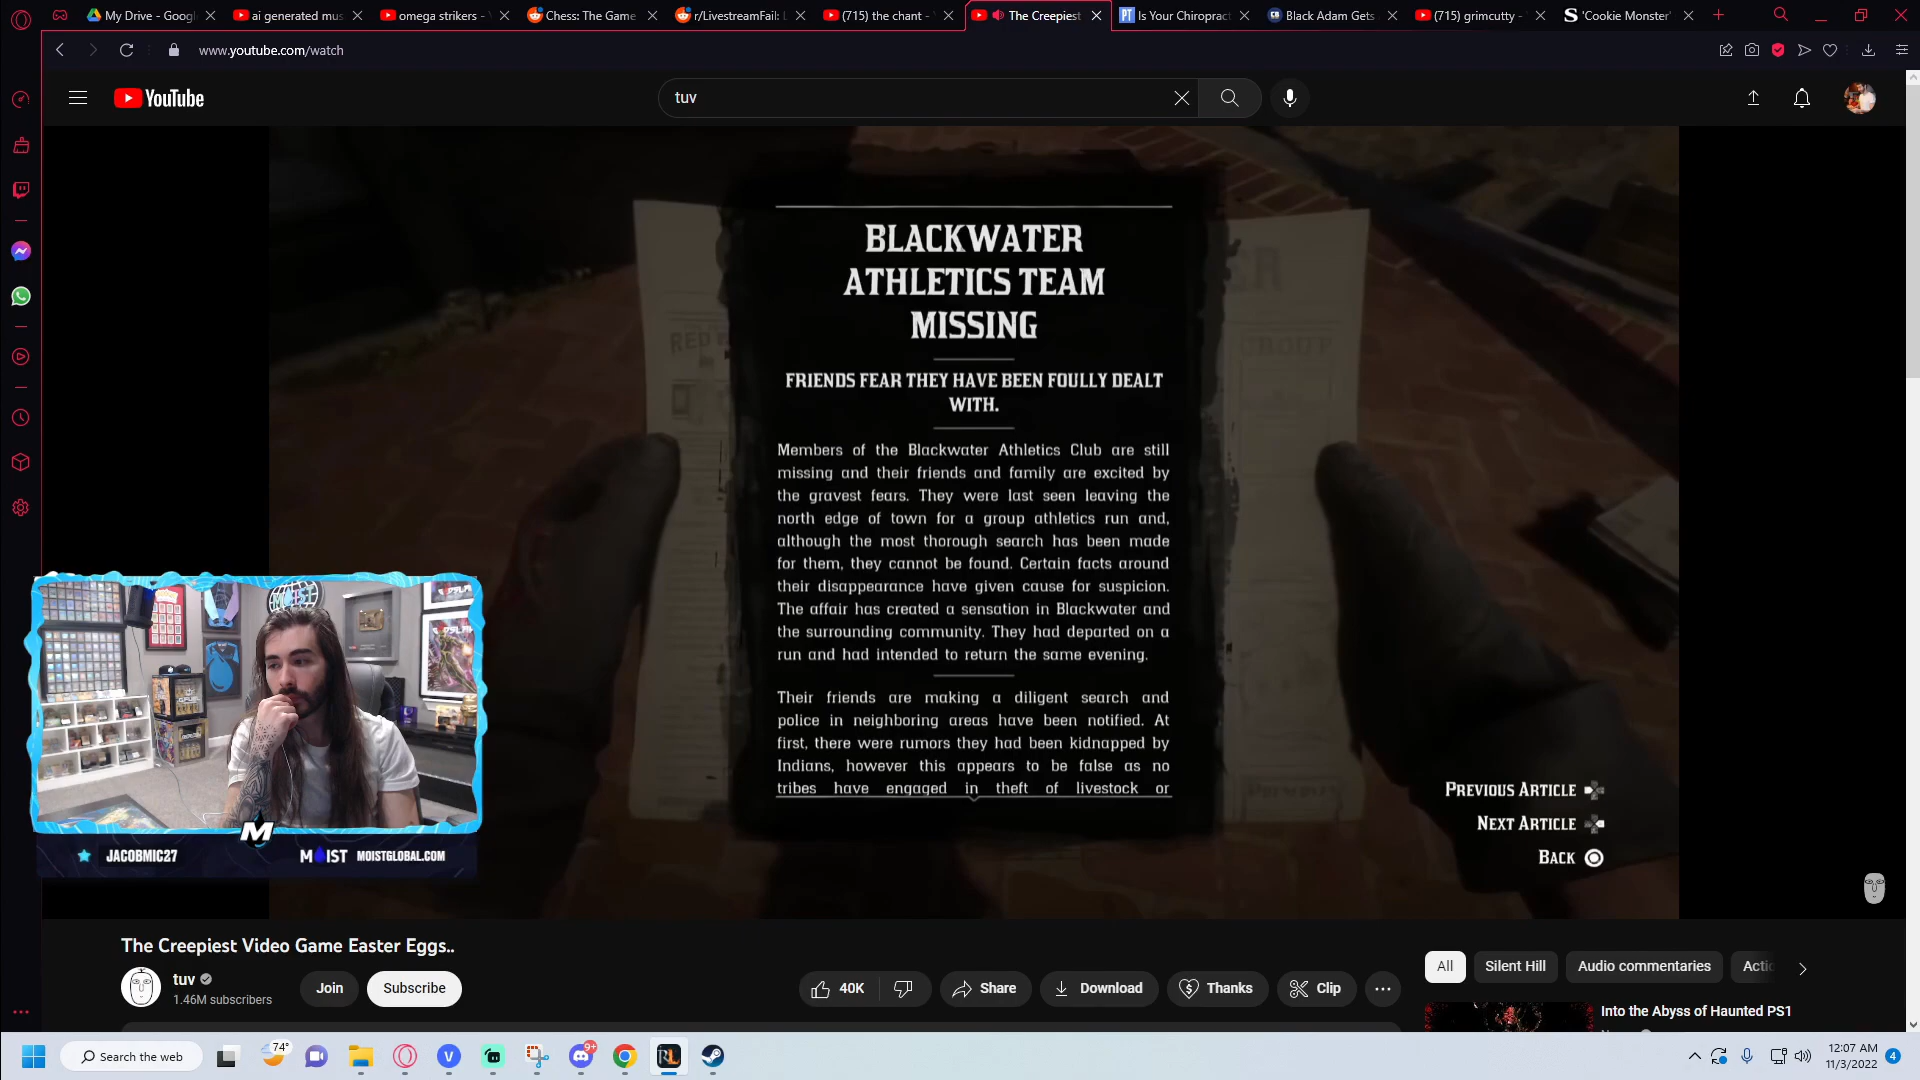 My Drive - Googl
ai generated mus
omega strikers - Y
Chess: The Game
r/LivestreamFail: L
(715) the chant - Y
The Creepiest
Is Your Chiropract
Black Adam Gets
(715) grimcutty -
'Cookie Monster'
www.youtube.com/watch
YouTube
tuv
BLACKWATER
ATHLETICS TEAM
MISSING
FRIENDS FEAR THEY HAVE BEEN FOULLY DEALT
WITH.
Members of the Blackwater Athletics Club are still
missing and their friends and family are excited by
the gravest fears. They were last seen leaving the
north edge of town for a group athletics run and,
although the most thorough search has been made
for them, they cannot be found. Certain facts around
their disappearance have given cause for suspicion.
The affair has created a sensation in Blackwater and
the surrounding community. They had departed on a
run and had intended to return the same evening.
Their friends are making a diligent search and
police in neighboring areas have been notified. At
first, there were rumors they had been kidnapped by
Indians, however this appears to be false as no
tribes have engaged in theft of livestock or
PREVIOUS ARTICLE
NEXT ARTICLE
BACK
MOIST
M
JACOBMIC27
MOIST MOISTGLOBAL.COM
The Creepiest Video Game Easter Eggs..
tuv
1.46M subscribers
Join
Subscribe
40K
Share
Download
Thanks
Clip
All
Silent Hill
Audio commentaries
Actio
Into the Abyss of Haunted PS1
74°
Search the web
9+
12:07 AM
11/3/2022
4